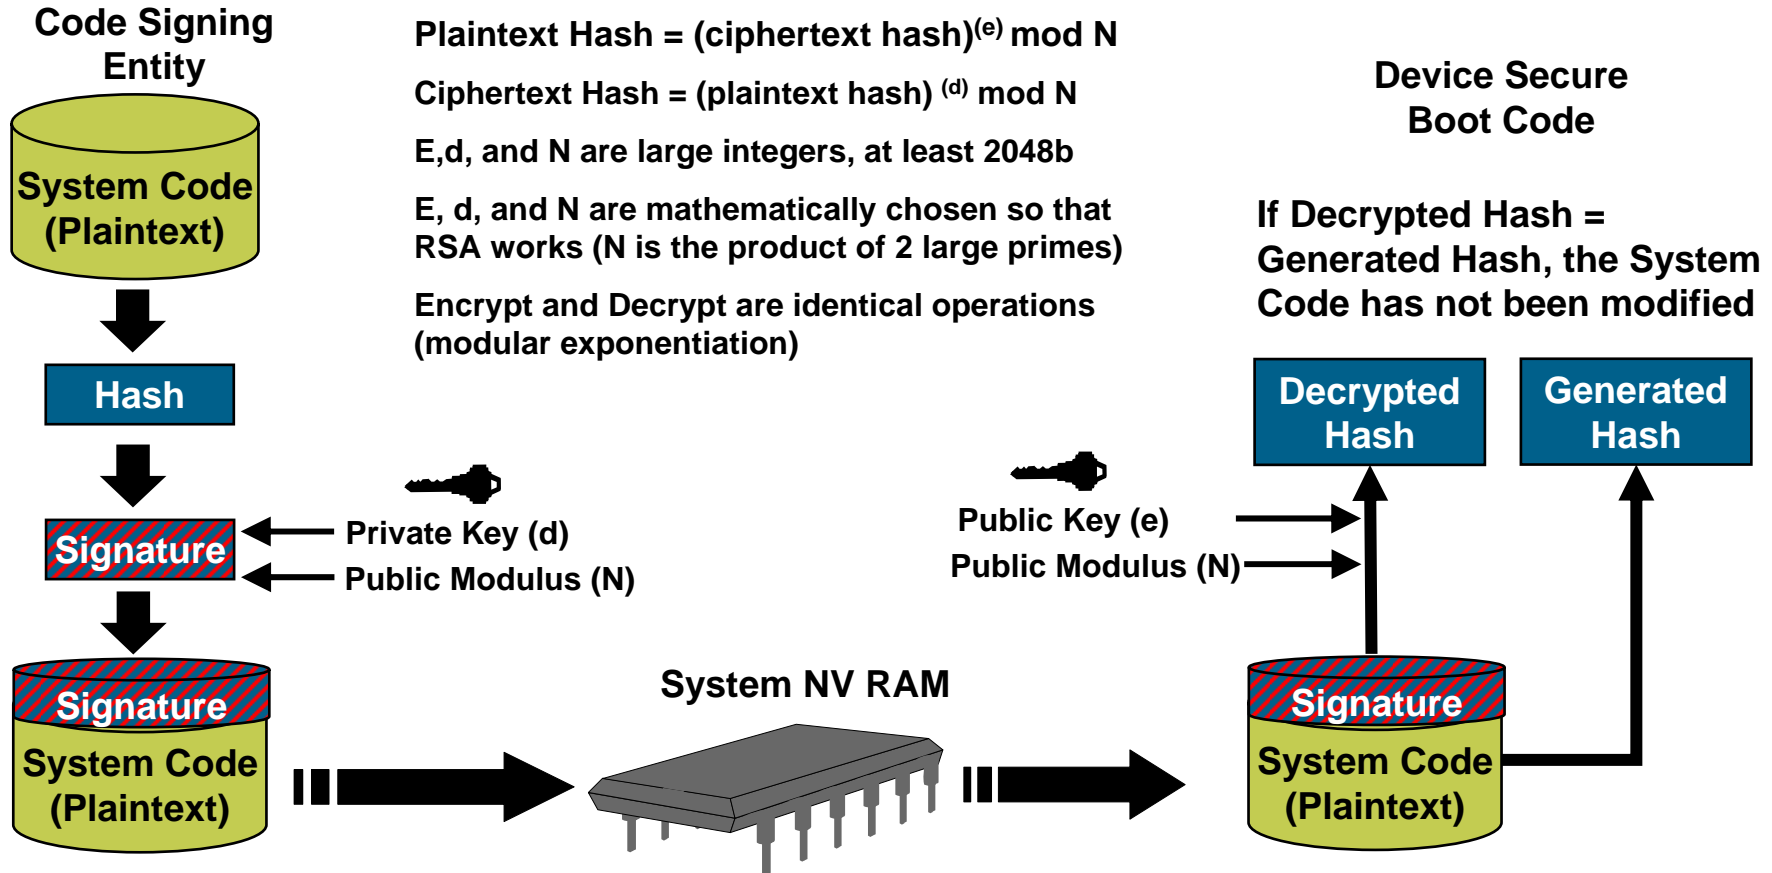 Code Signing
Entity
System Code
(Plaintext)
Hash
Signature
Private Key (d)
Public Modulus (N)
Signature
System Code
(Plaintext)
Plaintext Hash = (ciphertext hash)(e) mod N
Ciphertext Hash = (plaintext hash) (d) mod N
E,d, and N are large integers, at least 2048b
E, d, and N are mathematically chosen so that
RSA works (N is the product of 2 large primes)
Encrypt and Decrypt are identical operations
(modular exponentiation)
System NV RAM
Device Secure
Boot Code
If Decrypted Hash =
Generated Hash, the System
Code has not been modified
Decrypted
Hash
Generated
Hash
Public Key (e)
Public Modulus (N)
Signature
System Code
(Plaintext)